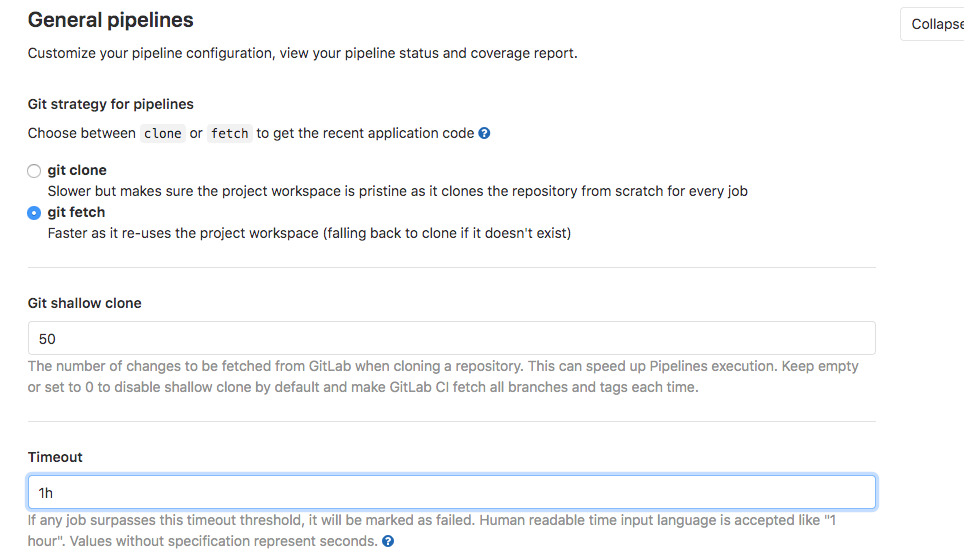 General pipelines
Collapse
Customize your pipeline configuration, view your pipeline status and coverage report.
Git strategy for pipelines
Choose between clone or fetch to get the recent application code ?
git clone
Slower but makes sure the project workspace is pristine as it clones the repository from scratch for every job
git fetch
Faster as it re-uses the project workspace (falling back to clone if it doesn't exist)
Git shallow clone
50
The number of changes to be fetched from GitLab when cloning a repository. This can speed up Pipelines execution. Keep empty
or set to 0 to disable shallow clone by default and make GitLab CI fetch all branches and tags each time.
Timeout
1h
If any job surpasses this timeout threshold, it will be marked as failed. Human readable time input language is accepted like "1
hour". Values without specification represent seconds. ?